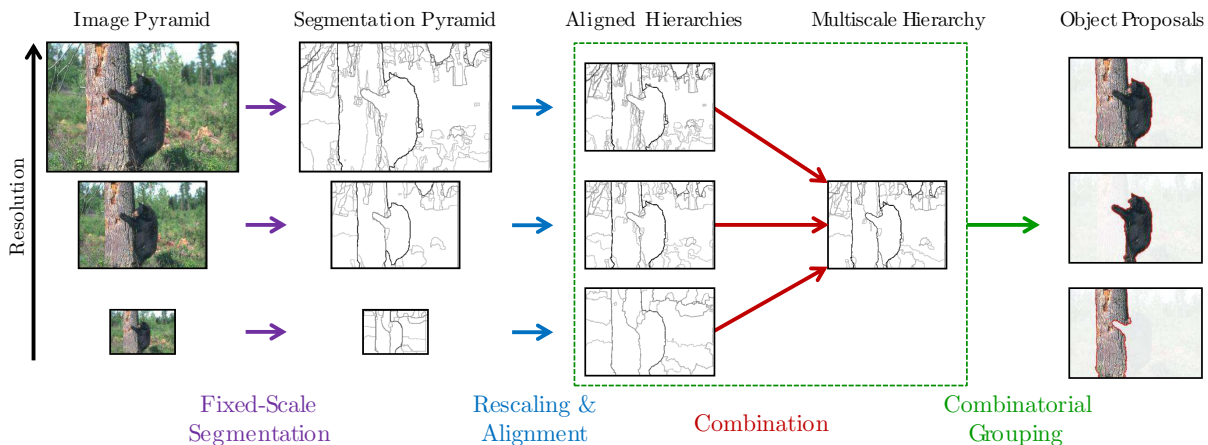 Image Pyramid
Segmentation Pyramid
Aligned Hierarchies
Multiscale Hierarchy
Object Proposals
Resolution
Fixed-Scale
Segmentation
Rescaling &
Alignment
Combination
Combinatorial
Grouping